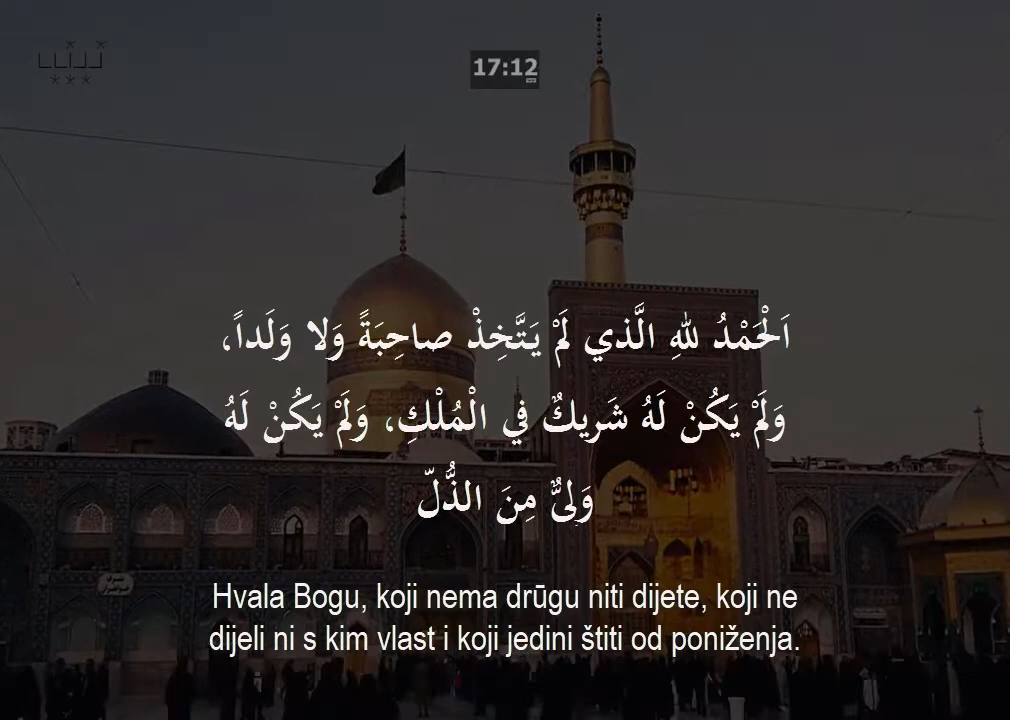 17:12
اَلْحَمْدُ للهِ الَّذي لَمْ يَتَّخِذْ صاحِبَةً وَلا وَلَداً،
وَلَمْ يَكُنْ لَهُ شَريكٌ في الْمُلْكِ، وَلَمْ يَكُنْ لَهُ
وَلِىٌّ مِنَ الذُّلّ
Hvala Bogu, koji nema drūgu niti dijete, koji ne
dijeli ni s kim vlast i koji jedini štiti od poniženja.